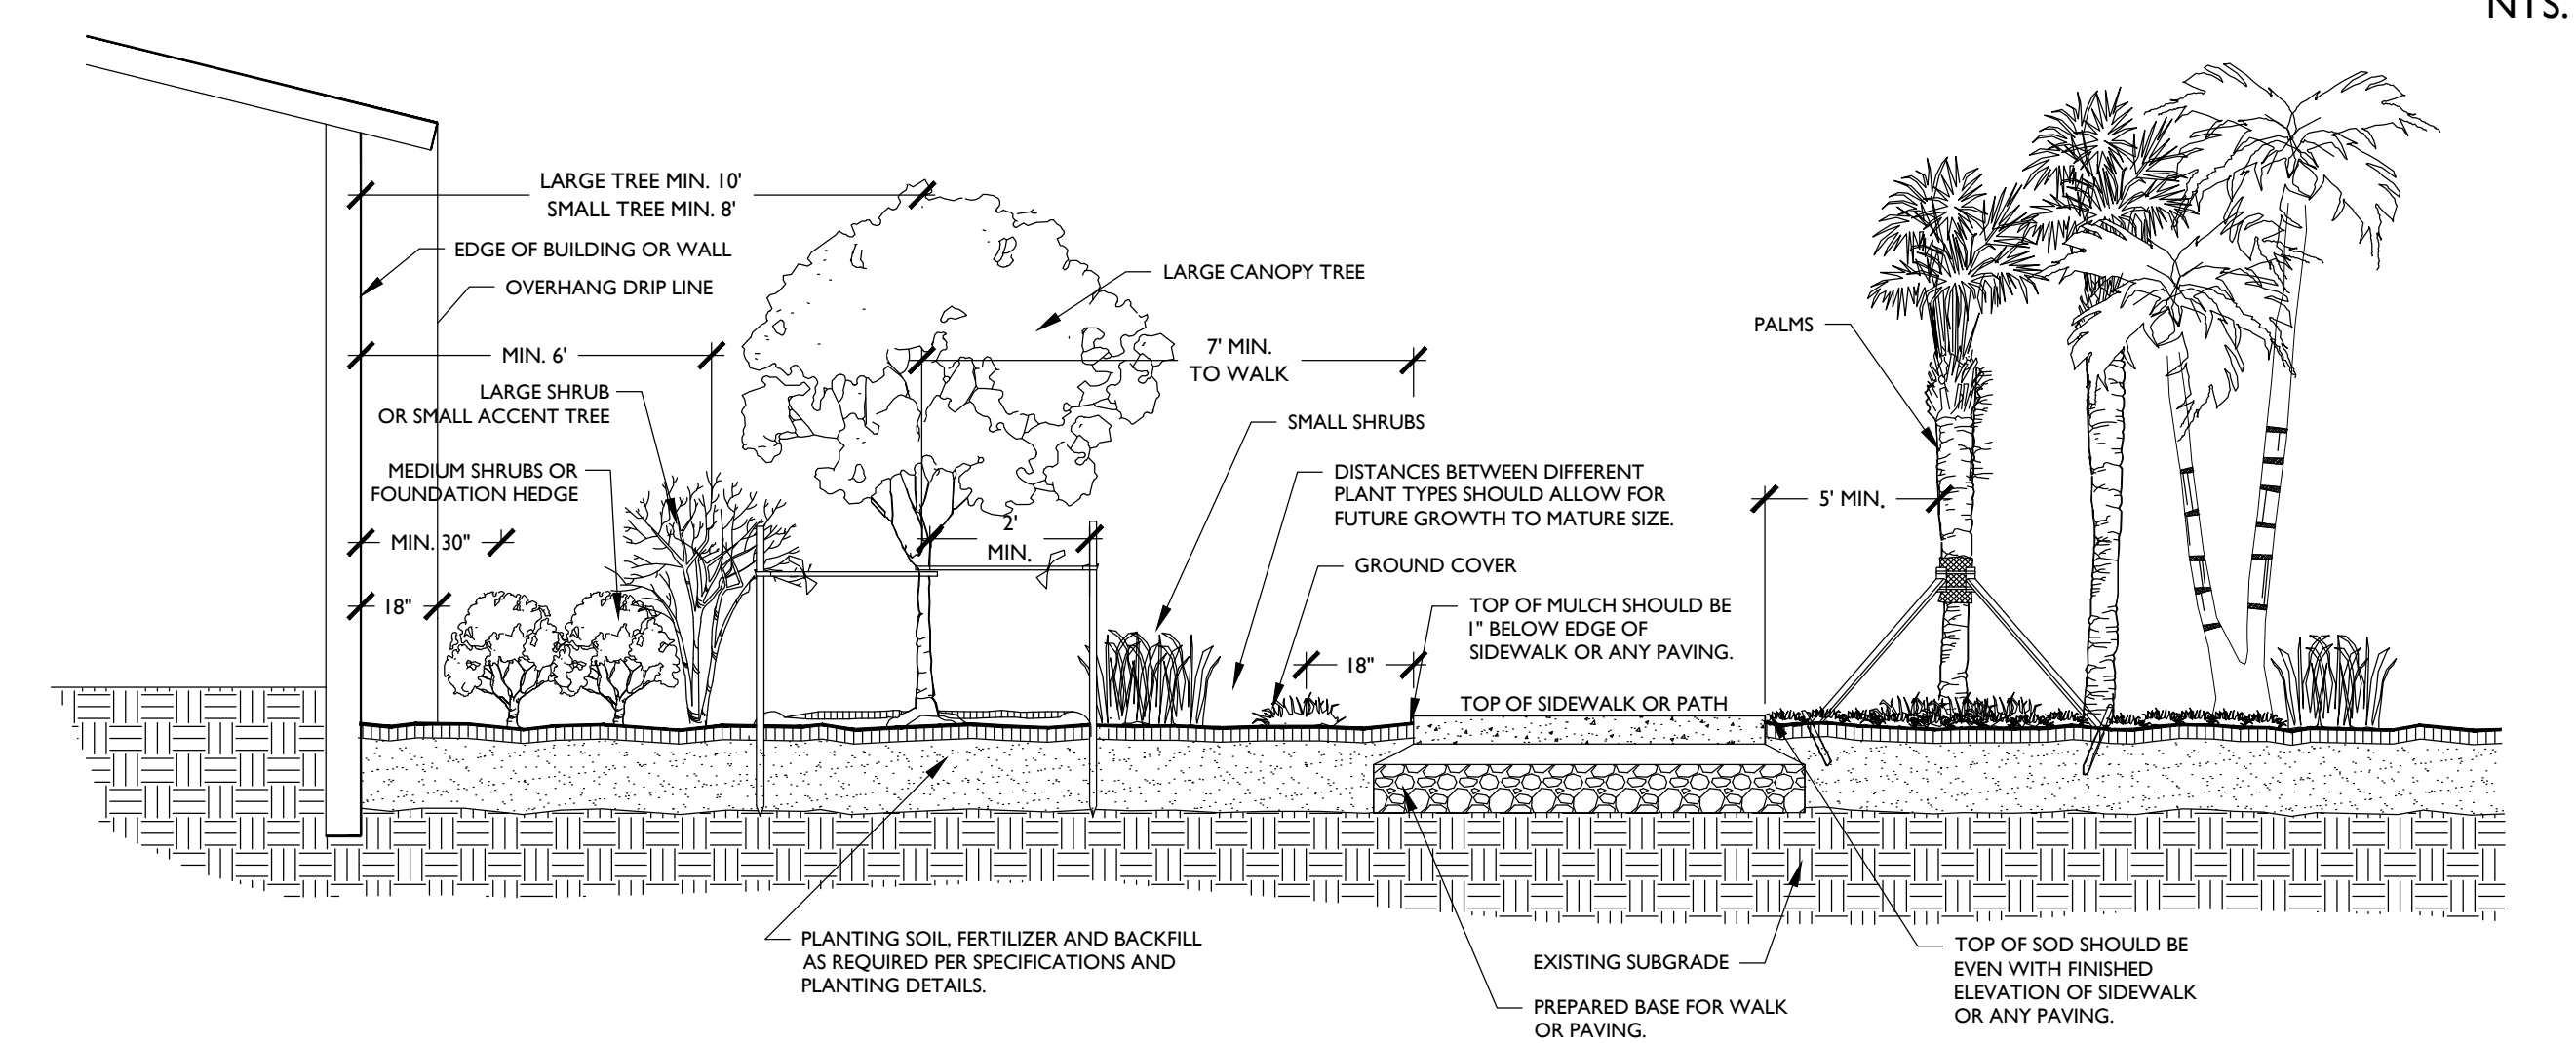 NTS.
LARGE TREE MIN. 10'
SMALL TREE MIN. 8'
EDGE OF BUILDING OR WALL
OVERHANG DRIP LINE
LARGE CANOPY TREE
PALMS
MIN. 6'
7' MIN.
TO WALK
LARGE SHRUB
OR SMALL ACCENT TREE
SMALL SHRUBS
MEDIUM SHRUBS OR
FOUNDATION HEDGE
DISTANCES BETWEEN DIFFERENT
PLANT TYPES SHOULD ALLOW FOR
FUTURE GROWTH TO MATURE SIZE.
5' MIN.
MIN. 30"
2'
MIN.
GROUND COVER
18"
TOP OF MULCH SHOULD BE
1" BELOW EDGE OF
SIDEWALK OR ANY PAVING.
18"
TOP OF SIDEWALK OR PATH
PLANTING SOIL, FERTILIZER AND BACKFILL
AS REQUIRED PER SPECIFICATIONS AND
PLANTING DETAILS.
EXISTING SUBGRADE
PREPARED BASE FOR WALK
OR PAVING.
TOP OF SOD SHOULD BE
EVEN WITH FINISHED
ELEVATION OF SIDEWALK
OR ANY PAVING.